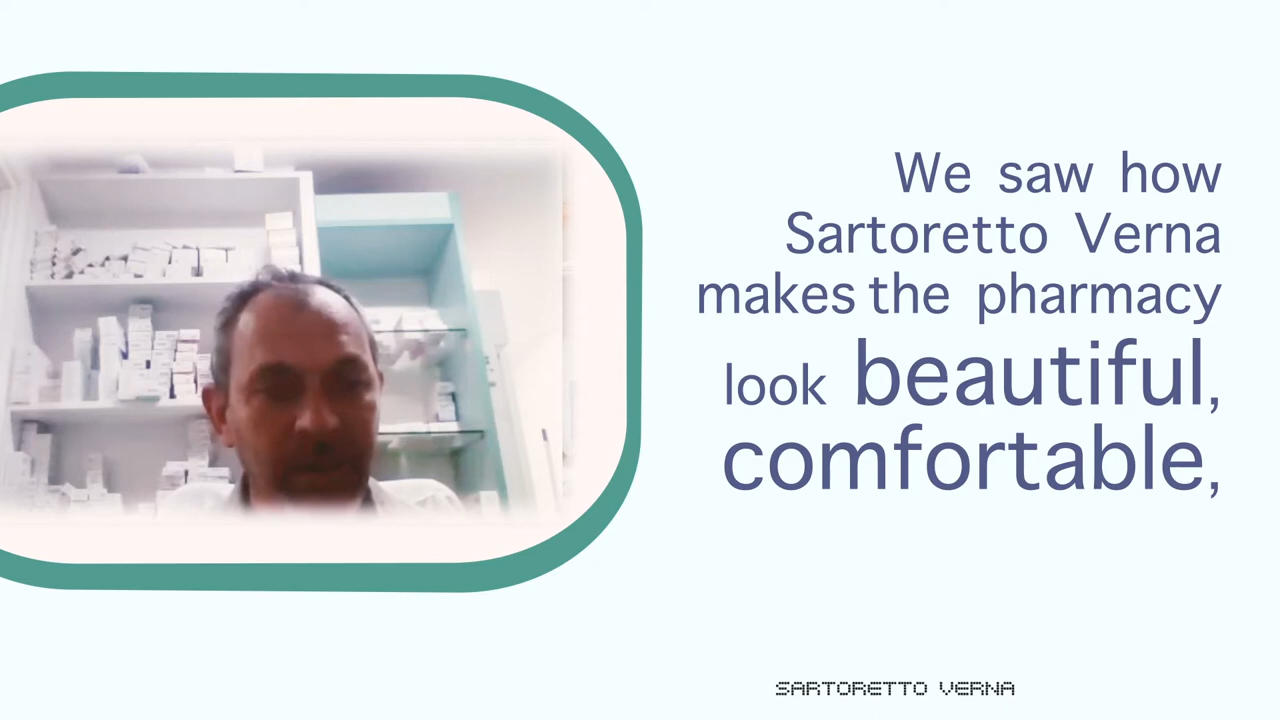 We saw how
Sartoretto Verna
makes the pharmacy
look beautiful,
comfortable,
SARTORETTO VERNA